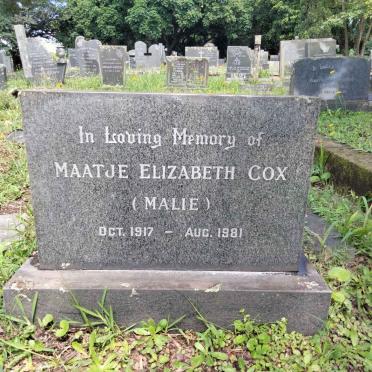 In Loving Memory of
MAATJE ELIZABETH COX
(MALIE)
OCT. 1917 - AUG. 1981